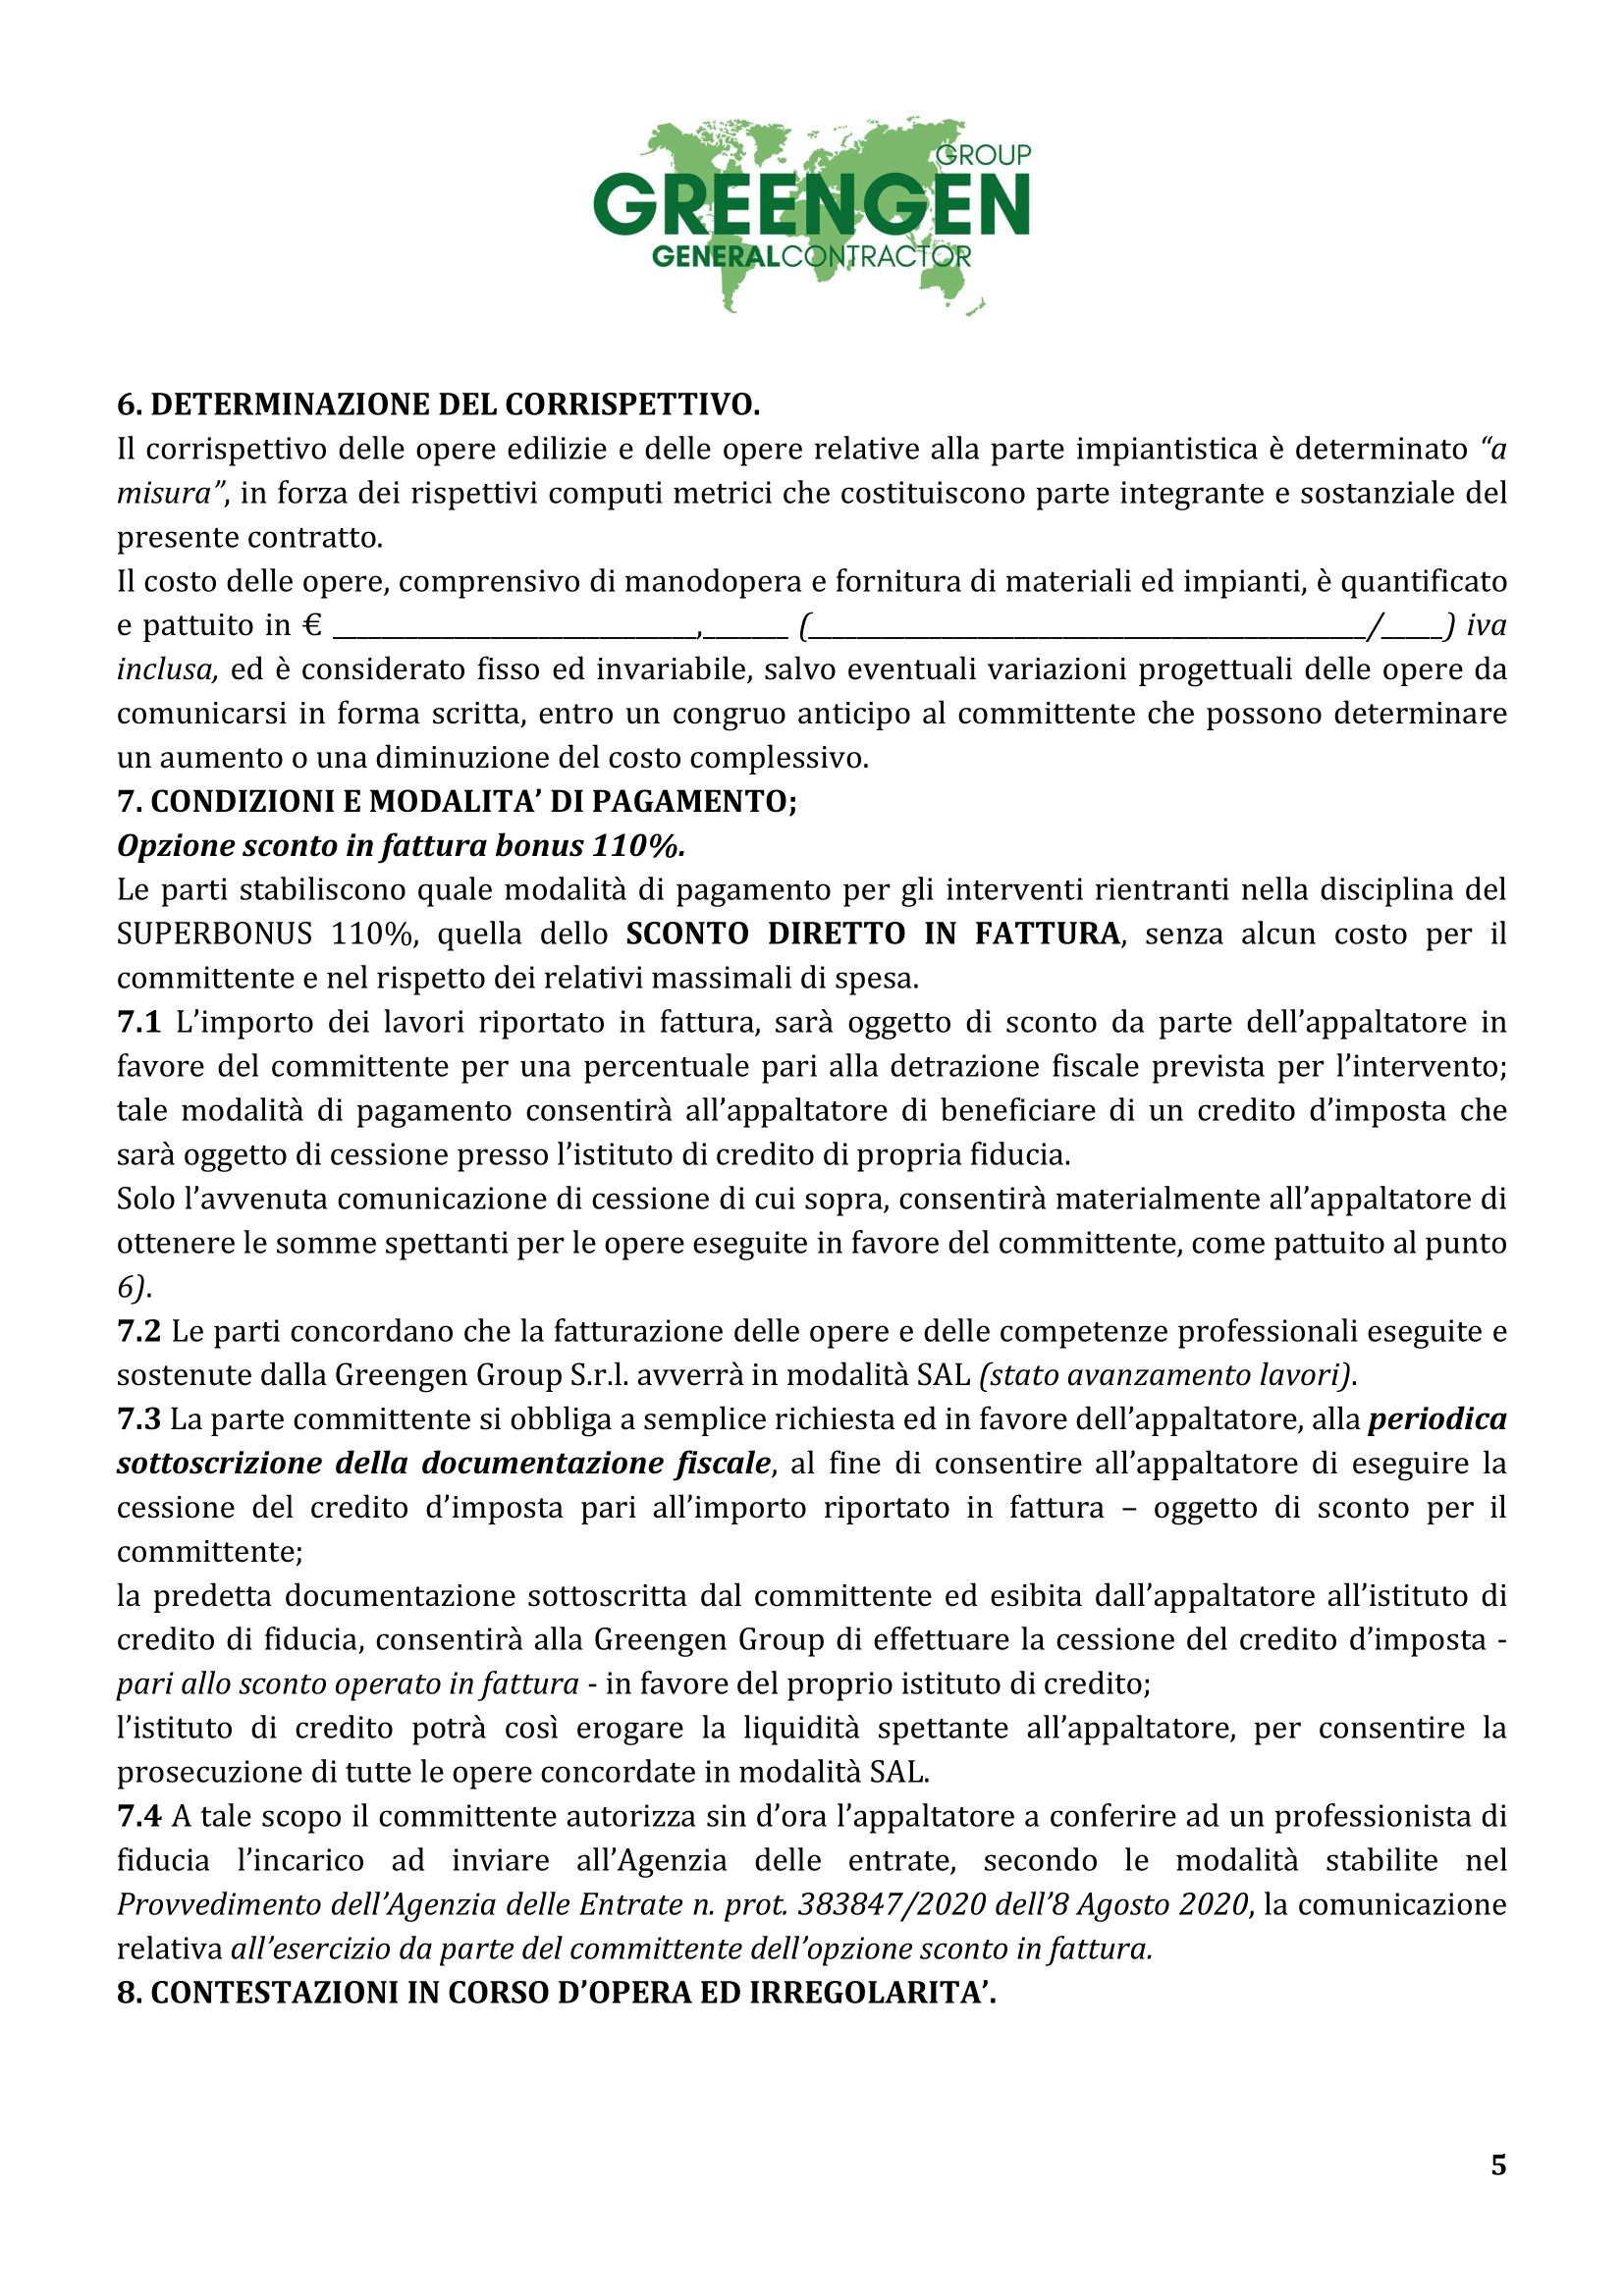 GROUP
GREENGEN
GENERALCONTRACTOR
6. DETERMINAZIONE DEL CORRISPETTIVO.
Il corrispettivo delle opere edilizie e delle opere relative alla parte impiantistica è determinato “a
misura”, in forza dei rispettivi computi metrici che costituiscono parte integrante e sostanziale del
presente contratto.
Il costo delle opere, comprensivo di manodopera e fornitura di materiali ed impianti, è quantificato
e pattuito in € ________________________,______ (_____________________________________/____) iva
inclusa, ed è considerato fisso ed invariabile, salvo eventuali variazioni progettuali delle opere da
comunicarsi in forma scritta, entro un congruo anticipo al committente che possono determinare
un aumento o una diminuzione del costo complessivo.
7. CONDIZIONI E MODALITA’ DI PAGAMENTO;
Opzione sconto in fattura bonus 110%.
Le parti stabiliscono quale modalità di pagamento per gli interventi rientranti nella disciplina del
SUPERBONUS 110%, quella dello SCONTO DIRETTO IN FATTURA, senza alcun costo per il
committente e nel rispetto dei relativi massimali di spesa.
7.1 L’importo dei lavori riportato in fattura, sarà oggetto di sconto da parte dell’appaltatore in
favore del committente per una percentuale pari alla detrazione fiscale prevista per l’intervento;
tale modalità di pagamento consentirà all’appaltatore di beneficiare di un credito d’imposta che
sarà oggetto di cessione presso l’istituto di credito di propria fiducia.
Solo l’avvenuta comunicazione di cessione di cui sopra, consentirà materialmente all’appaltatore di
ottenere le somme spettanti per le opere eseguite in favore del committente, come pattuito al punto
6).
7.2 Le parti concordano che la fatturazione delle opere e delle competenze professionali eseguite e
sostenute dalla Greengen Group S.r.l. avverrà in modalità SAL (stato avanzamento lavori).
7.3 La parte committente si obbliga a semplice richiesta ed in favore dell’appaltatore, alla periodica
sottoscrizione della documentazione fiscale, al fine di consentire all’appaltatore di eseguire la
cessione del credito d’imposta pari all’importo riportato in fattura – oggetto di sconto per il
committente;
la predetta documentazione sottoscritta dal committente ed esibita dall’appaltatore all’istituto di
credito di fiducia, consentirà alla Greengen Group di effettuare la cessione del credito d’imposta -
pari allo sconto operato in fattura - in favore del proprio istituto di credito;
l’istituto di credito potrà così erogare la liquidità spettante all’appaltatore, per consentire la
prosecuzione di tutte le opere concordate in modalità SAL.
7.4 A tale scopo il committente autorizza sin d’ora l’appaltatore a conferire ad un professionista di
fiducia l’incarico ad inviare all’Agenzia delle entrate, secondo le modalità stabilite nel
Provvedimento dell’Agenzia delle Entrate n. prot. 383847/2020 dell’8 Agosto 2020, la comunicazione
relativa all’esercizio da parte del committente dell’opzione sconto in fattura.
8. CONTESTAZIONI IN CORSO D’OPERA ED IRREGOLARITA’.
5